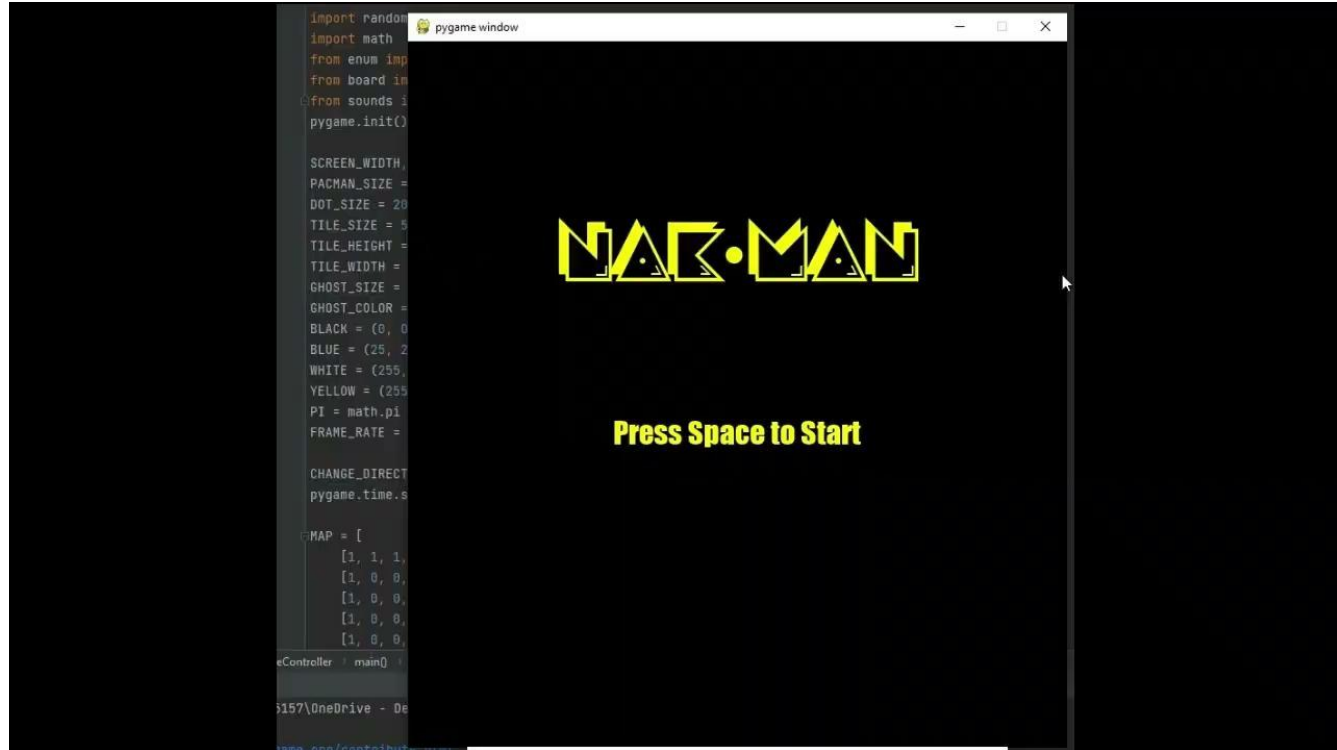 import random
import math
from enum imp
from board im
from sounds i
pygame.init()
SCREEN_WIDTH,
PACMAN_SIZE =
DOT_SIZE = 20
TILE_SIZE = 5
TILE_HEIGHT =
TILE_WIDTH =
GHOST_SIZE =
GHOST_COLOR =
BLACK = (0, 0
BLUE = (25, 2
WHITE = (255,
YELLOW = (255
PI = math.pi
FRAME_RATE =
CHANGE_DIRECT
pygame.time.s
MAP = [
[1, 1, 1,
[1, 0, 0,
[1, 0, 0,
[1, 0, 0,
[1, 0, 0,
eController main()
5157\OneDrive - De
pygame window
NAK•MAN
Press Space to Start